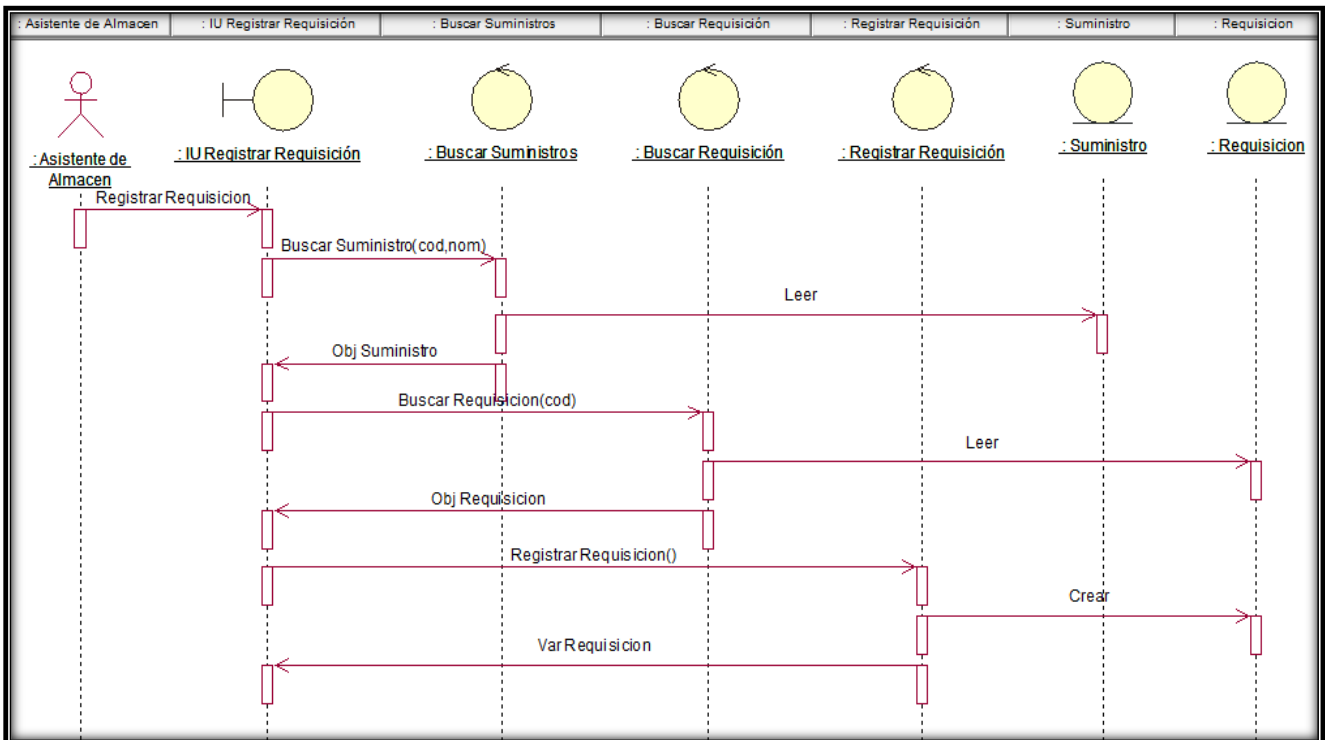 : Asistente de Almacen
: IU Registrar Requisición
: Buscar Suministros
: Buscar Requisición
: Registrar Requisición
: Suministro
: Requisicion
: Asistente de
Almacen
: IU Registrar Requisición
: Buscar Suministros
: Buscar Requisición
: Registrar Requisición
: Suministro
: Requisicion
Registrar Requisicion
Buscar Suministro(cod,nom)
Leer
Obj Suministro
Buscar Requisicion(cod)
Leer
Obj Requisicion
Registrar Requisicion()
Crear
Var Requisicion